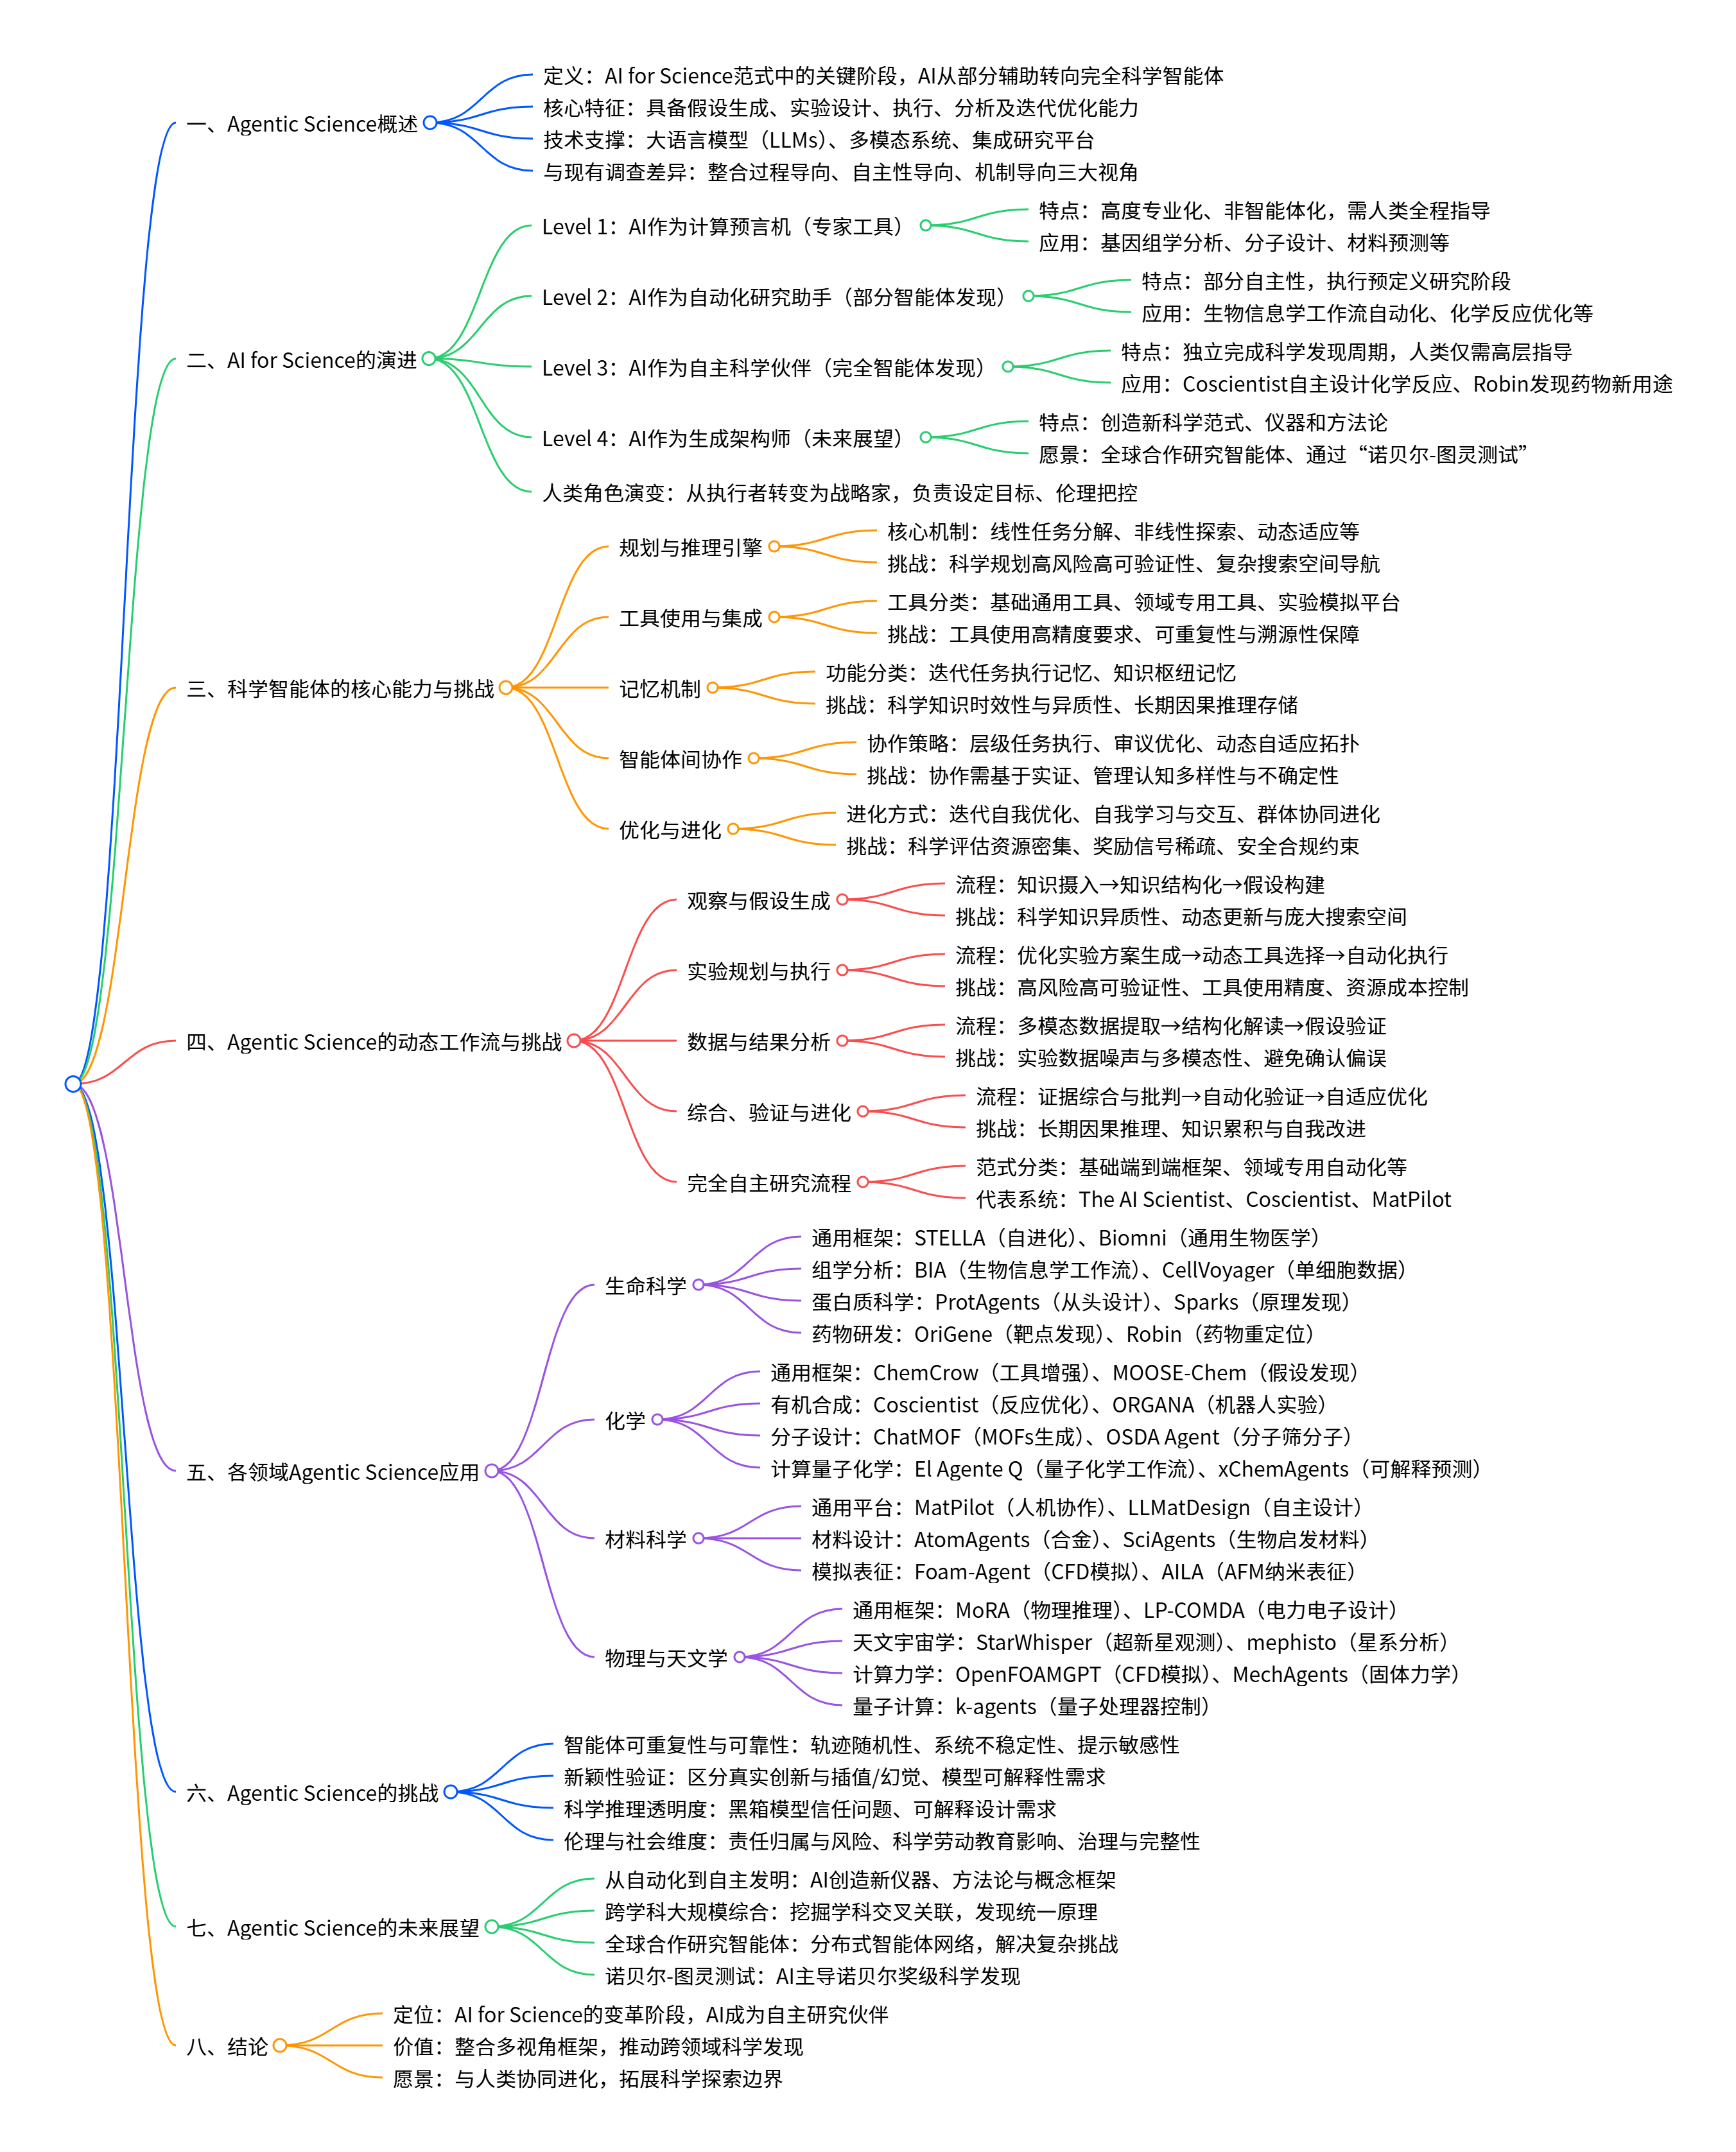 一、Agentic Science概述
定义：AI for Science范式中的关键阶段，AI从部分辅助转向完全科学智能体
核心特征：具备假设生成、实验设计、执行、分析及迭代优化能力
技术支撑：大语言模型（LLMs）、多模态系统、集成研究平台
与现有调查差异：整合过程导向、自主性导向、机制导向三大视角
二、AI for Science的演进
Level 1：AI作为计算预言机（专家工具）
特点：高度专业化、非智能体化，需人类全程指导
应用：基因组学分析、分子设计、材料预测等
Level 2：AI作为自动化研究助手（部分智能体发现）
特点：部分自主性，执行预定义研究阶段
应用：生物信息学工作流自动化、化学反应优化等
Level 3：AI作为自主科学伙伴（完全智能体发现）
特点：独立完成科学发现周期，人类仅需高层指导
应用：Coscientist自主设计化学反应、Robin发现药物新用途
Level 4：AI作为生成架构师（未来展望）
特点：创造新科学范式、仪器和方法论
愿景：全球合作研究智能体、通过“诺贝尔-图灵测试”
人类角色演变：从执行者转变为战略家，负责设定目标、伦理把控
三、科学智能体的核心能力与挑战
规划与推理引擎
核心机制：线性任务分解、非线性探索、动态适应等
挑战：科学规划高风险高可验证性、复杂搜索空间导航
工具使用与集成
工具分类：基础通用工具、领域专用工具、实验模拟平台
挑战：工具使用高精度要求、可重复性与溯源性保障
记忆机制
功能分类：迭代任务执行记忆、知识枢纽记忆
挑战：科学知识时效性与异质性、长期因果推理存储
智能体间协作
协作策略：层级任务执行、审议优化、动态自适应拓扑
挑战：协作需基于实证、管理认知多样性与不确定性
优化与进化
进化方式：迭代自我优化、自我学习与交互、群体协同进化
挑战：科学评估资源密集、奖励信号稀疏、安全合规约束
四、Agentic Science的动态工作流与挑战
观察与假设生成
流程：知识摄入→知识结构化→假设构建
挑战：科学知识异质性、动态更新与庞大搜索空间
实验规划与执行
流程：优化实验方案生成→动态工具选择→自动化执行
挑战：高风险高可验证性、工具使用精度、资源成本控制
数据与结果分析
流程：多模态数据提取→结构化解读→假设验证
挑战：实验数据噪声与多模态性、避免确认偏误
综合、验证与进化
流程：证据综合与批判→自动化验证→自适应优化
挑战：长期因果推理、知识累积与自我改进
完全自主研究流程
范式分类：基础端到端框架、领域专用自动化等
代表系统：The AI Scientist、Coscientist、MatPilot
五、各领域Agentic Science应用
生命科学
通用框架：STELLA（自进化）、Biomni（通用生物医学）
组学分析：BIA（生物信息学工作流）、CellVoyager（单细胞数据）
蛋白质科学：ProtAgents（从头设计）、Sparks（原理发现）
药物研发：OriGene（靶点发现）、Robin（药物重定位）
化学
通用框架：ChemCrow（工具增强）、MOOSE-Chem（假设发现）
有机合成：Coscientist（反应优化）、ORGANA（机器人实验）
分子设计：ChatMOF（MOFs生成）、OSDA Agent（分子筛分子）
计算量子化学：El Agente Q（量子化学工作流）、xChemAgents（可解释预测）
材料科学
通用平台：MatPilot（人机协作）、LLMatDesign（自主设计）
材料设计：AtomAgents（合金）、SciAgents（生物启发材料）
模拟表征：Foam-Agent（CFD模拟）、AILA（AFM纳米表征）
物理与天文学
通用框架：MoRA（物理推理）、LP-COMDA（电力电子设计）
天文宇宙学：StarWhisper（超新星观测）、mephisto（星系分析）
计算力学：OpenFOAMGPT（CFD模拟）、MechAgents（固体力学）
量子计算：k-agents（量子处理器控制）
六、Agentic Science的挑战
智能体可重复性与可靠性：轨迹随机性、系统不稳定性、提示敏感性
新颖性验证：区分真实创新与插值/幻觉、模型可解释性需求
科学推理透明度：黑箱模型信任问题、可解释设计需求
伦理与社会维度：责任归属与风险、科学劳动教育影响、治理与完整性
七、Agentic Science的未来展望
从自动化到自主发明：AI创造新仪器、方法论与概念框架
跨学科大规模综合：挖掘学科交叉关联，发现统一原理
全球合作研究智能体：分布式智能体网络，解决复杂挑战
诺贝尔-图灵测试：AI主导诺贝尔奖级科学发现
八、结论
定位：AI for Science的变革阶段，AI成为自主研究伙伴
价值：整合多视角框架，推动跨领域科学发现
愿景：与人类协同进化，拓展科学探索边界